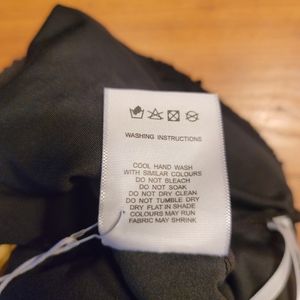 WASHING INSTRUCTIONS
COOL HAND WASH
WITH SIMILAR COLOURS
DO NOT BLEACH
DO NOT SOAK
DO NOT DRY CLEAN
DO NOT TUMBLE DRY
DRY FLAT IN SHADE
COLOURS MAY RUN
FABRIC MAY SHRINK